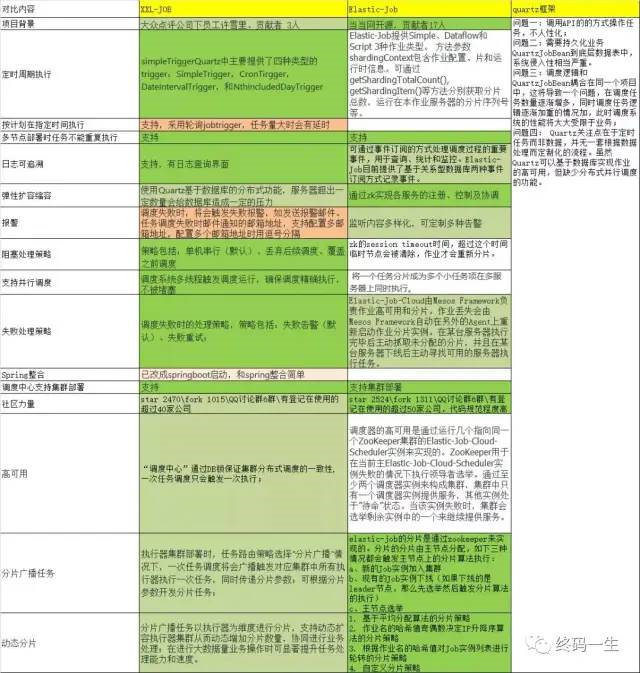 对比内容
XXL-JOB
Elastic-Job
quartz框架
项目背景
大众点评公司下员工许雪里、贡献者 3人
当当网开源，贡献者17人
定时周期执行
simpleTriggerQuartz中主要提供了四种类型的
trigger: SimpleTrigger, CronTirgger,
DateIntervalTrigger, 和NthIncludedDayTrigger
Elastic-Job提供Simple、Dataflow和
Script 3种作业类型。 方法参数
shardingContext包含作业配置、片和运
行时信息。可通过
getShardingTotalCount(),
getShardingItem()等方法分别获取分片
总数，运行在本作业服务器的分片序列号
等。
按计划在指定时间执行
支持，采用轮询jobtrigger，任务量大时会有延时
多节点部署时任务不能重复执行
支持
支持
日志可追溯
支持，有日志查询界面
可通过事件订阅的方式处理调度过程的重要
事件，用于查询、统计和监控。Elastic-
Job目前提供了基于关系型数据库两种事件
订阅方式记录事件。
弹性扩容缩容
使用Quartz基于数据库的分布式功能，服务器超出一
定数量会给数据库造成一定的压力
通过zk实现各服务的注册、控制及协调
报警
调度失败时，将会触发失败报警，如发送报警邮件。
任务调度失败时邮件通知的邮箱地址，支持配置多邮
箱地址，配置多个邮箱地址时用逗号分隔
监听内容多样化，可定制多种告警
阻塞处理策略
策略包括：单机串行（默认）、丢弃后续调度、覆盖
之前调度
zk的session timeout时间，超过这个时间
临时节点会被清除，作业才会重新分片。
支持并行调度
调度系统多线程触发调度运行，确保调度精确执行，
不被堵塞
将一个任务分片成为多个小任务项在多服
务器上同时执行。
失败处理策略
调度失败时的处理策略，策略包括：失败告警（默
认）、失败重试；
Elastic-Job-Cloud由Mesos Framework负
责作业高可用和分片，作业丢失会由
Mesos Framework自动在另外的Agent上重
新启动作业分片实例。在某台服务器执行
完毕后主动抓取未分配的分片，并且在某
台服务器下线后主动寻找可用的服务器执
行任务。
Spring整合
已改成springboot启动，和spring整合简单
调度中心支持集群部署
支持
支持集群部署
社区力量
star 2470\fork 1015\QQ讨论群6群\有登记在使用的
超过40家公司
star 2524\fork 1311\QQ讨论群6群\有登
记在使用的超过50家公司，代码规范程度高
高可用
“调度中心”通过DB锁保证集群分布式调度的一致性,
一次任务调度只会触发一次执行；
调度器的高可用是通过运行几个指向同一
个ZooKeeper集群的Elastic-Job-Cloud-
Scheduler实例来实现的。ZooKeeper用于
在当前主Elastic-Job-Cloud-Scheduler实
例失败的情况下执行领导者选举。通过至
少两个调度器实例来构成集群，集群中只
有一个调度器实例提供服务，其他实例处
于“待命”状态。当该实例失败时，集群会
选举剩余实例中的一个来继续提供服务。
分片广播任务
执行器集群部署时，任务路由策略选择“分片广播”情
况下，一次任务调度将会广播触发对应集群中所有执
行器执行一次任务，同时传递分片参数；可根据分片
参数开发分片任务；
elastic-job的分片是通过zookeeper来实
现的。分片的分片由主节点分配，如下三种
情况都会触发主节点上的分片算法执行：
a、新的Job实例加入集群
b、现有的Job实例下线（如果下线的是
leader节点，那么先选举然后触发分片算法
的执行）
c、主节点选举
动态分片
分片广播任务以执行器为维度进行分片，支持动态扩
容执行器集群从而动态增加分片数量，协同进行业务
处理；在进行大数据量业务操作时可显著提升任务处
理能力和速度。
1. 基于平均分配算法的分片策略
2. 作业名的哈希值奇偶数决定IP升降序算
法的分片策略
3. 根据作业名的哈希值对Job实例列表进行
轮转的分片策略
4. 自定义分片策略
问题一：调用API的的方式操作任
务，不人性化；
问题二：需要持久化业务
QuartzJobBean到底层数据表中，
系统侵入性相当严重。
问题三：调度逻辑和
QuartzJobBean耦合在同一个项目
中，这将导致一个问题，在调度任
务数量逐渐增多，同时调度任务逻
辑逐渐加重的情况加，此时调度系
统的性能将大大受限于业务；
问题四： Quartz关注点在于定时
任务而非数据，并无一套根据数据
处理而定制化的流程。虽然
Quartz可以基于数据库实现作业
的高可用，但缺少分布式并行调度
的功能。
终码一生